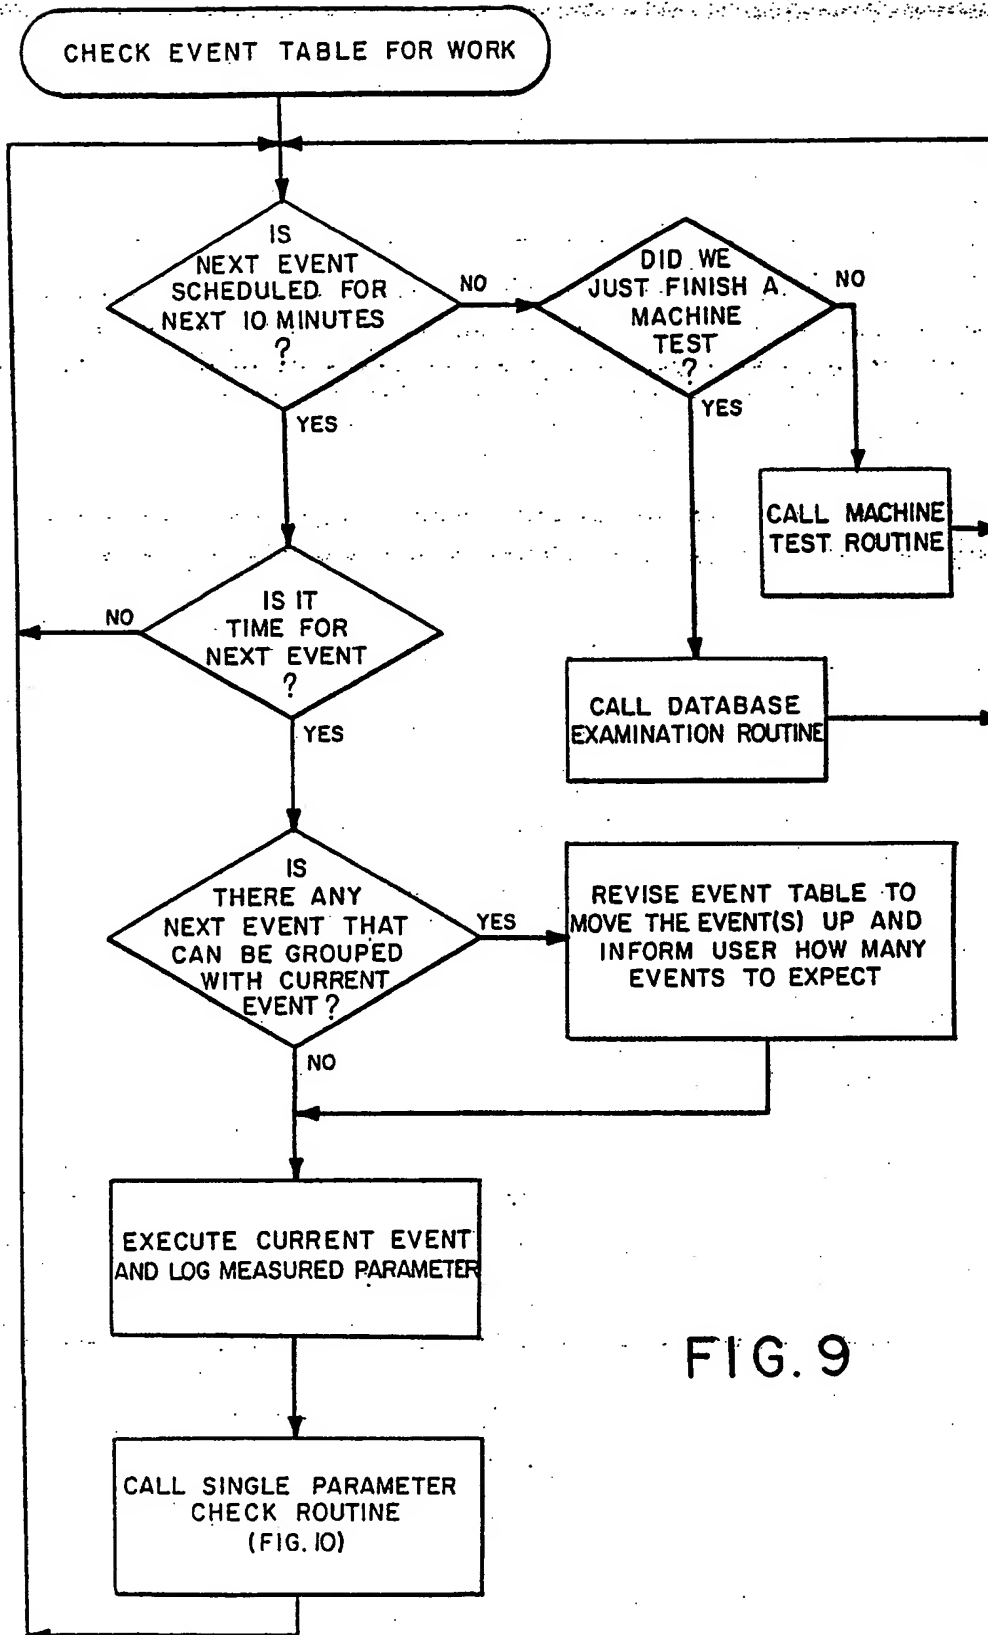 CHECK EVENT TABLE FOR WORK
IS
NEXT EVENT
SCHEDULED FOR
NEXT 10 MINUTES
?
NO
YES
DID WE
JUST FINISH A
MACHINE
TEST
?
NO
YES
CALL MACHINE
TEST ROUTINE
IS IT
TIME FOR
NEXT EVENT
?
NO
YES
CALL DATABASE
EXAMINATION ROUTINE
IS
THERE ANY
NEXT EVENT THAT
CAN BE GROUPED
WITH CURRENT
EVENT?
YES
NO
REVISE EVENT TABLE TO
MOVE THE EVENT(S) UP AND
INFORM USER HOW MANY
EVENTS TO EXPECT
EXECUTE CURRENT EVENT
AND LOG MEASURED PARAMETER
CALL SINGLE PARAMETER
CHECK ROUTINE
(FIG. 10)
FIG. 9